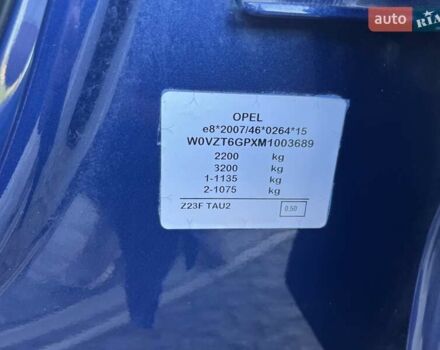 auto
RIA
OPEL
e8*2007/46*0264*15
W0VZT6GPXM1003689
2200 kg
3200 kg
1-1135 kg
2-1075 kg
Z23F TAU2 0.50